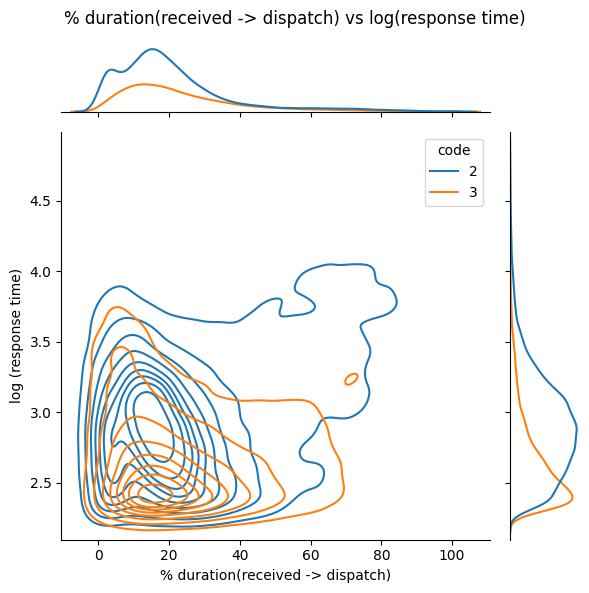 % duration(received -> dispatch) vs log(response time)
code
2
3
4.5
4.0
3.5
3.0
2.5
log (response time)
0 20 40 60 80 100
% duration(received -> dispatch)